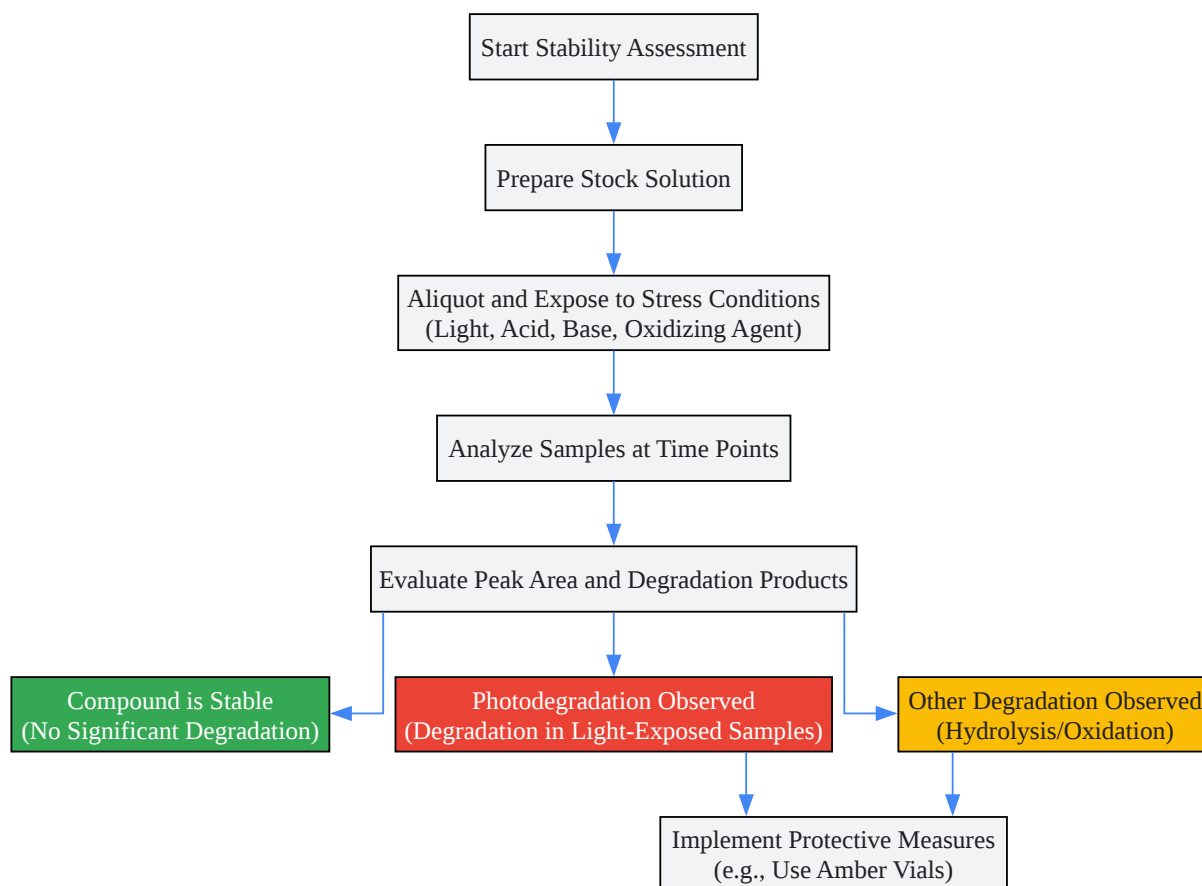 Start Stability Assessment
Prepare Stock Solution
Aliquot and Expose to Stress Conditions
(Light, Acid, Base, Oxidizing Agent)
Analyze Samples at Time Points
Evaluate Peak Area and Degradation Products
Compound is Stable
(No Significant Degradation)
Photodegradation Observed
(Degradation in Light-Exposed Samples)
Other Degradation Observed
(Hydrolysis/Oxidation)
Implement Protective Measures
(e.g., Use Amber Vials)